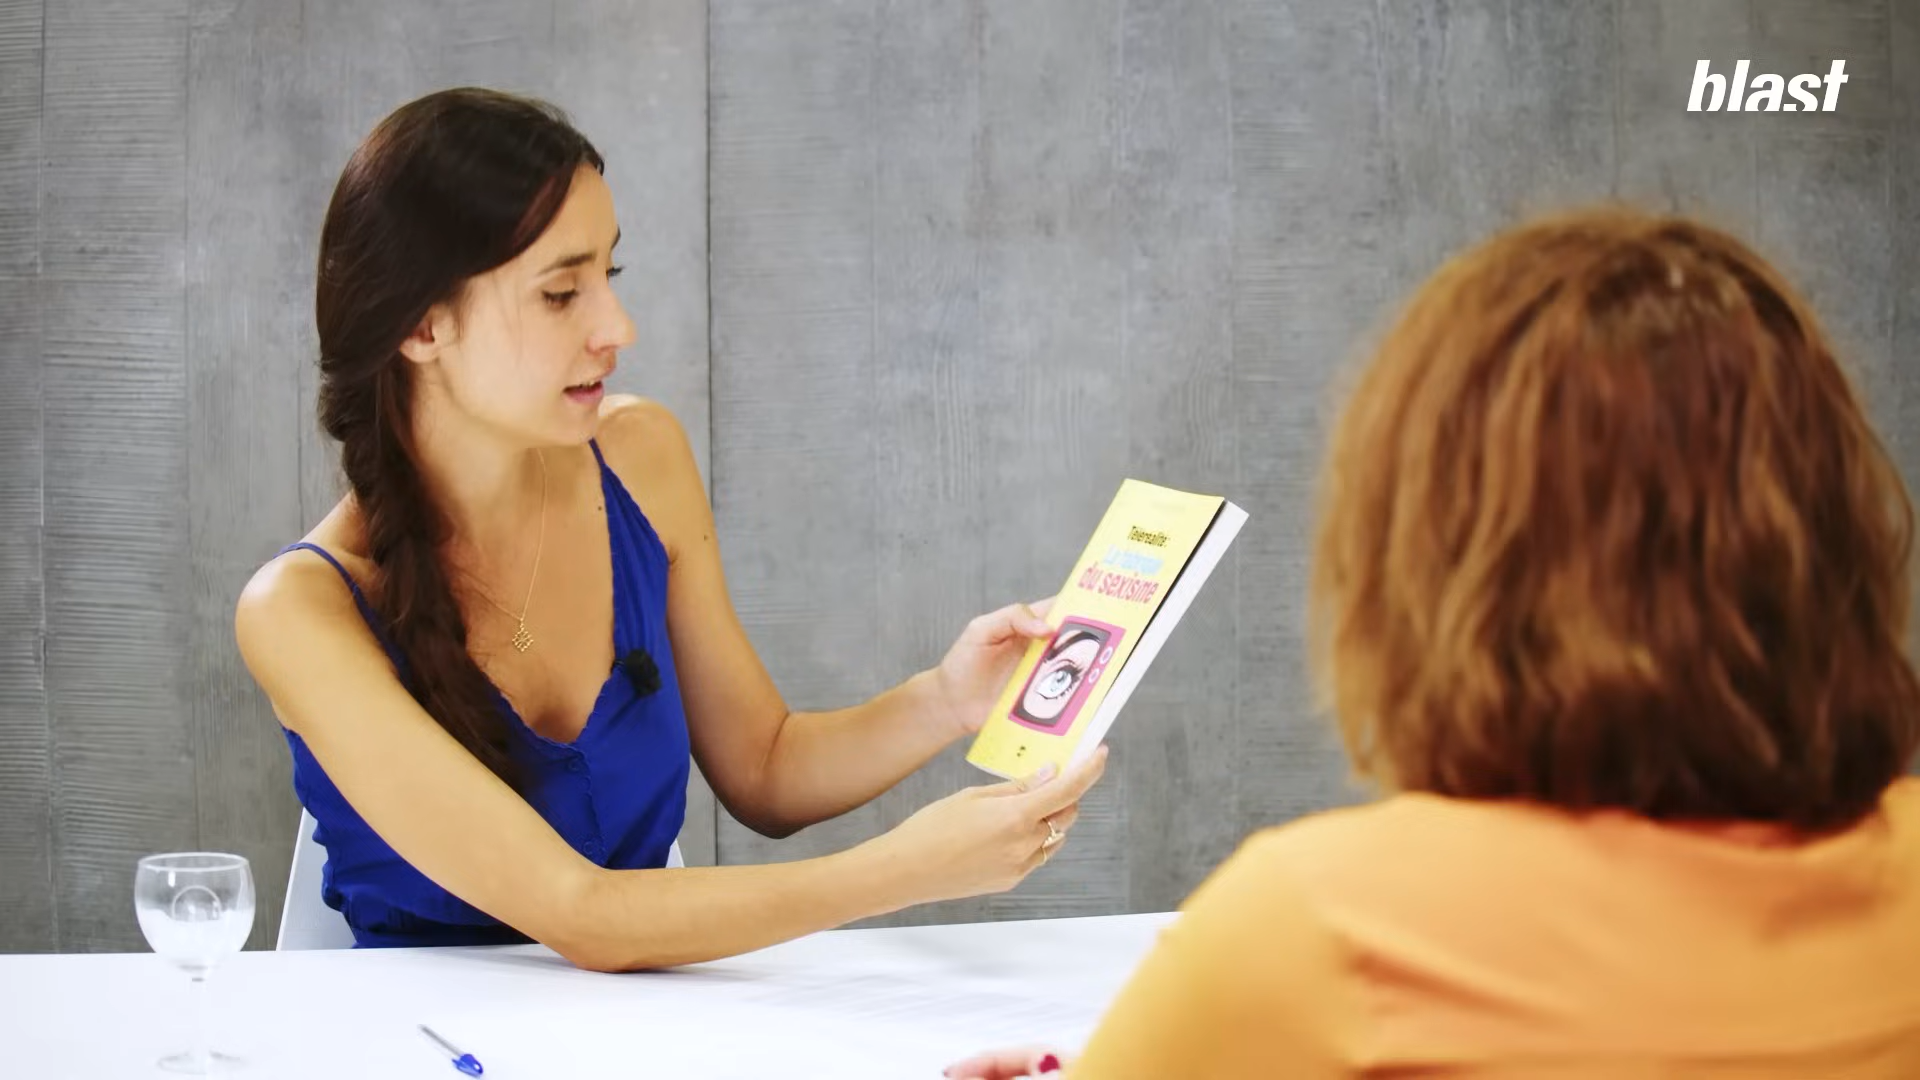 blast
Téléréalité :
La fabrique
du sexisme